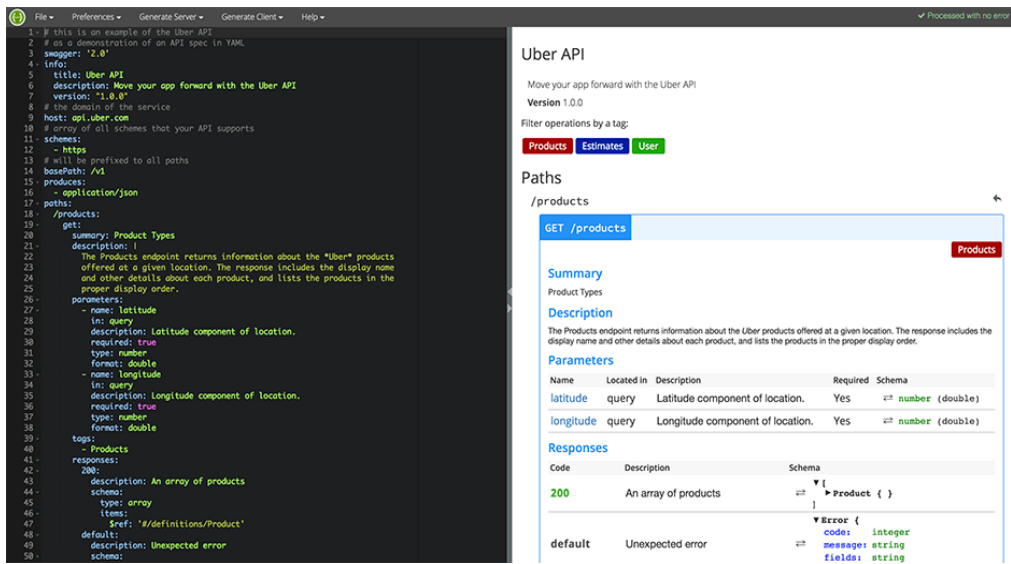 File Preferences Generate Server Generate Client Help Processed with no error
1 # this is an example of the Uber API
2 # as a demonstration of an API spec in YAML
3 swagger: '2.0'
4 info:
5 title: Uber API
6 description: Move your app forward with the Uber API
7 version: "1.0.0"
8 # the domain of the service
9 host: api.uber.com
10 # array of all schemes that your API supports
11 schemes:
12 - https
13 # will be prefixed to all paths
14 basePath: /v1
15 produces:
16 - application/json
17 paths:
18 /products:
19 get:
20 summary: Product Types
21 description: |
22 The Products endpoint returns information about the *Uber* products
23 offered at a given location. The response includes the display name
24 and other details about each product, and lists the products in the
25 proper display order.
26 parameters:
27 - name: latitude
28 in: query
29 description: Latitude component of location.
30 required: true
31 type: number
32 format: double
33 - name: longitude
34 in: query
35 description: Longitude component of location.
36 required: true
37 type: number
38 format: double
39 tags:
40 - Products
41 responses:
42 200:
43 description: An array of products
44 schema:
45 type: array
46 items:
47 $ref: '#/definitions/Product'
48 default:
49 description: Unexpected error
50 schema:
Uber API
Move your app forward with the Uber API
Version 1.0.0
Filter operations by a tag:
Products Estimates User
Paths
/products
GET /products
Products
Summary
Product Types
Description
The Products endpoint returns information about the Uber products offered at a given location. The response includes the
display name and other details about each product, and lists the products in the proper display order.
Parameters
Name Located in Description Required Schema
latitude query Latitude component of location. Yes ⇄ number (double)
longitude query Longitude component of location. Yes ⇄ number (double)
Responses
Code Description Schema
200 An array of products ⇄ ▼[
▶Product { }
]
default Unexpected error ⇄ ▼Error {
code: integer
message: string
fields: string